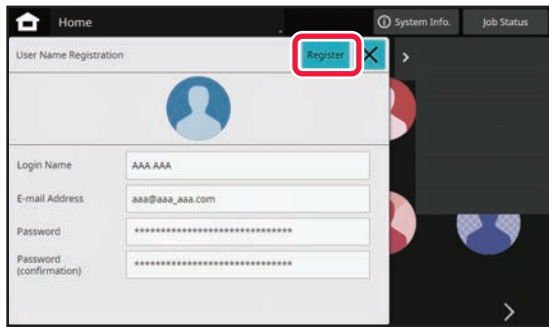 Home
System Info.
Job Status
User Name Registration
Register
Login Name
AAA AAA
E-mail Address
aaa@aaa_aaa.com
Password
********************************
Password
(confirmation)
********************************